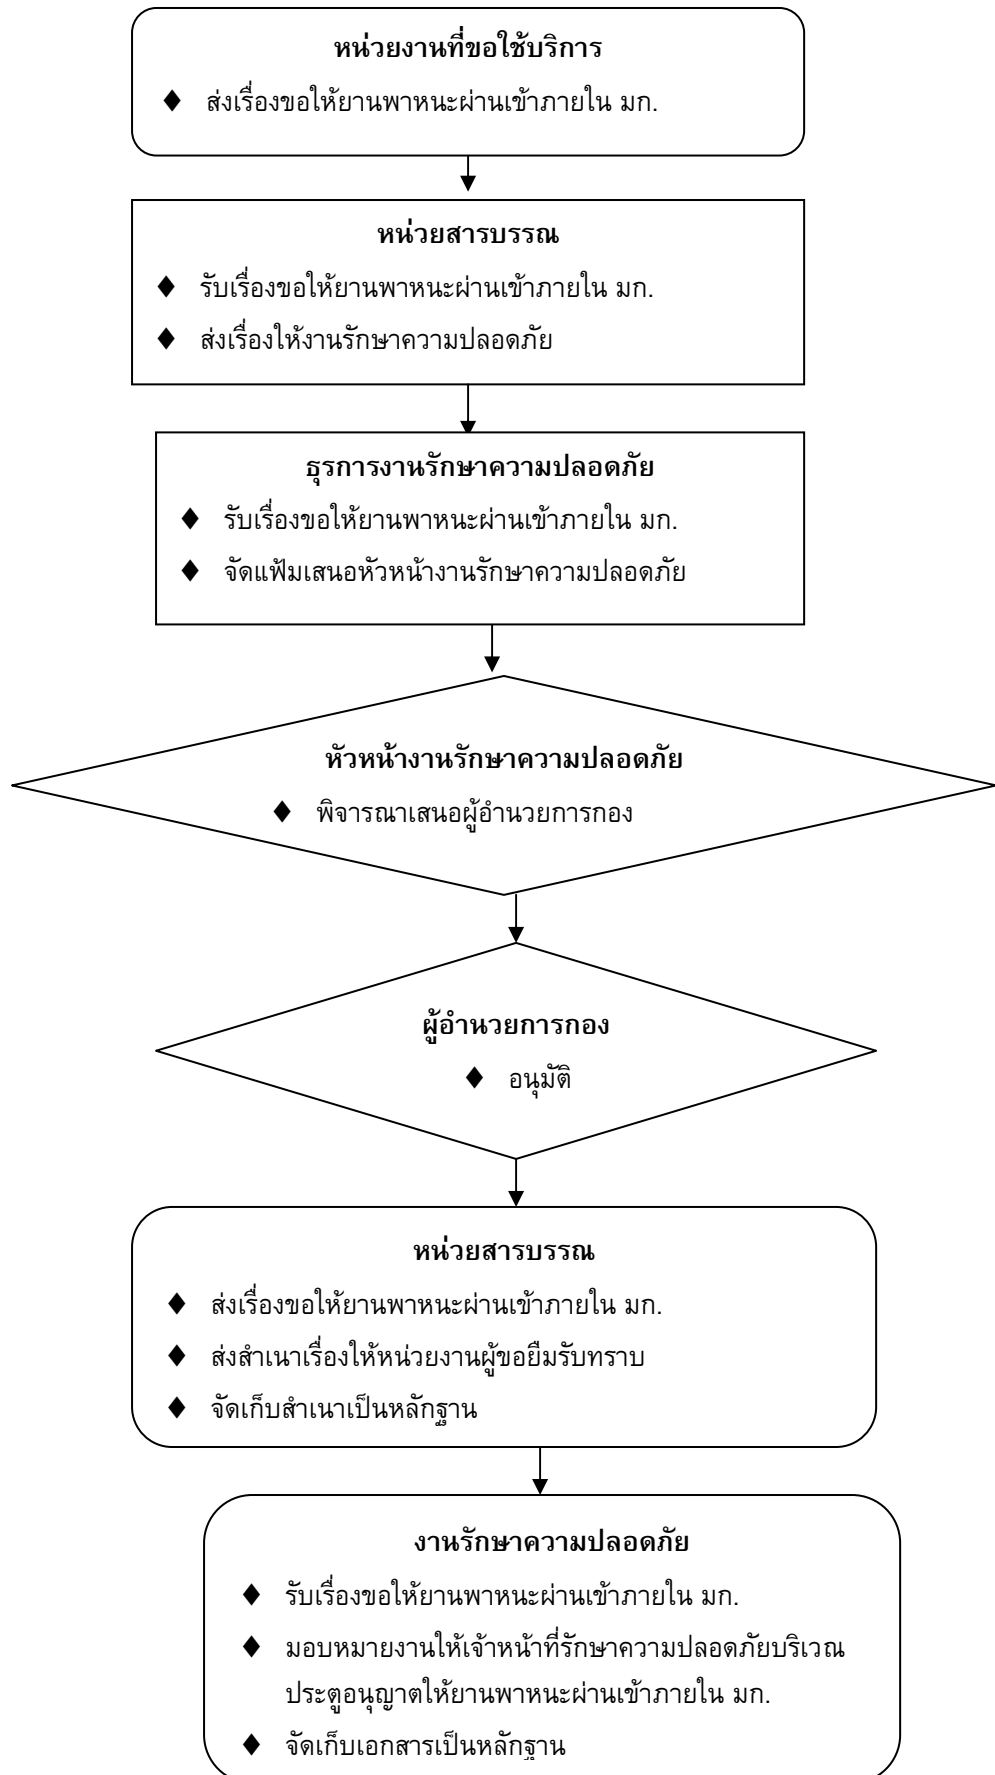 หน่วยงานที่ขอใช้บริการ
♦ ส่งเรื่องขอให้ยานพาหนะผ่านเข้าภายใน มก.
หน่วยสารบรรณ
♦ รับเรื่องขอให้ยานพาหนะผ่านเข้าภายใน มก.
♦ ส่งเรื่องให้งานรักษาความปลอดภัย
ธุรการงานรักษาความปลอดภัย
♦ รับเรื่องขอให้ยานพาหนะผ่านเข้าภายใน มก.
♦ จัดแฟ้มเสนอหัวหน้างานรักษาความปลอดภัย
หัวหน้างานรักษาความปลอดภัย
♦ พิจารณาเสนอผู้อำนวยการกอง
ผู้อำนวยการกอง
♦ อนุมัติ
หน่วยสารบรรณ
♦ ส่งเรื่องขอให้ยานพาหนะผ่านเข้าภายใน มก.
♦ ส่งสำเนาเรื่องให้หน่วยงานผู้ขอยืมรับทราบ
♦ จัดเก็บสำเนาเป็นหลักฐาน
งานรักษาความปลอดภัย
♦ รับเรื่องขอให้ยานพาหนะผ่านเข้าภายใน มก.
♦ มอบหมายงานให้เจ้าหน้าที่รักษาความปลอดภัยบริเวณ
ประตูอนุญาตให้ยานพาหนะผ่านเข้าภายใน มก.
♦ จัดเก็บเอกสารเป็นหลักฐาน